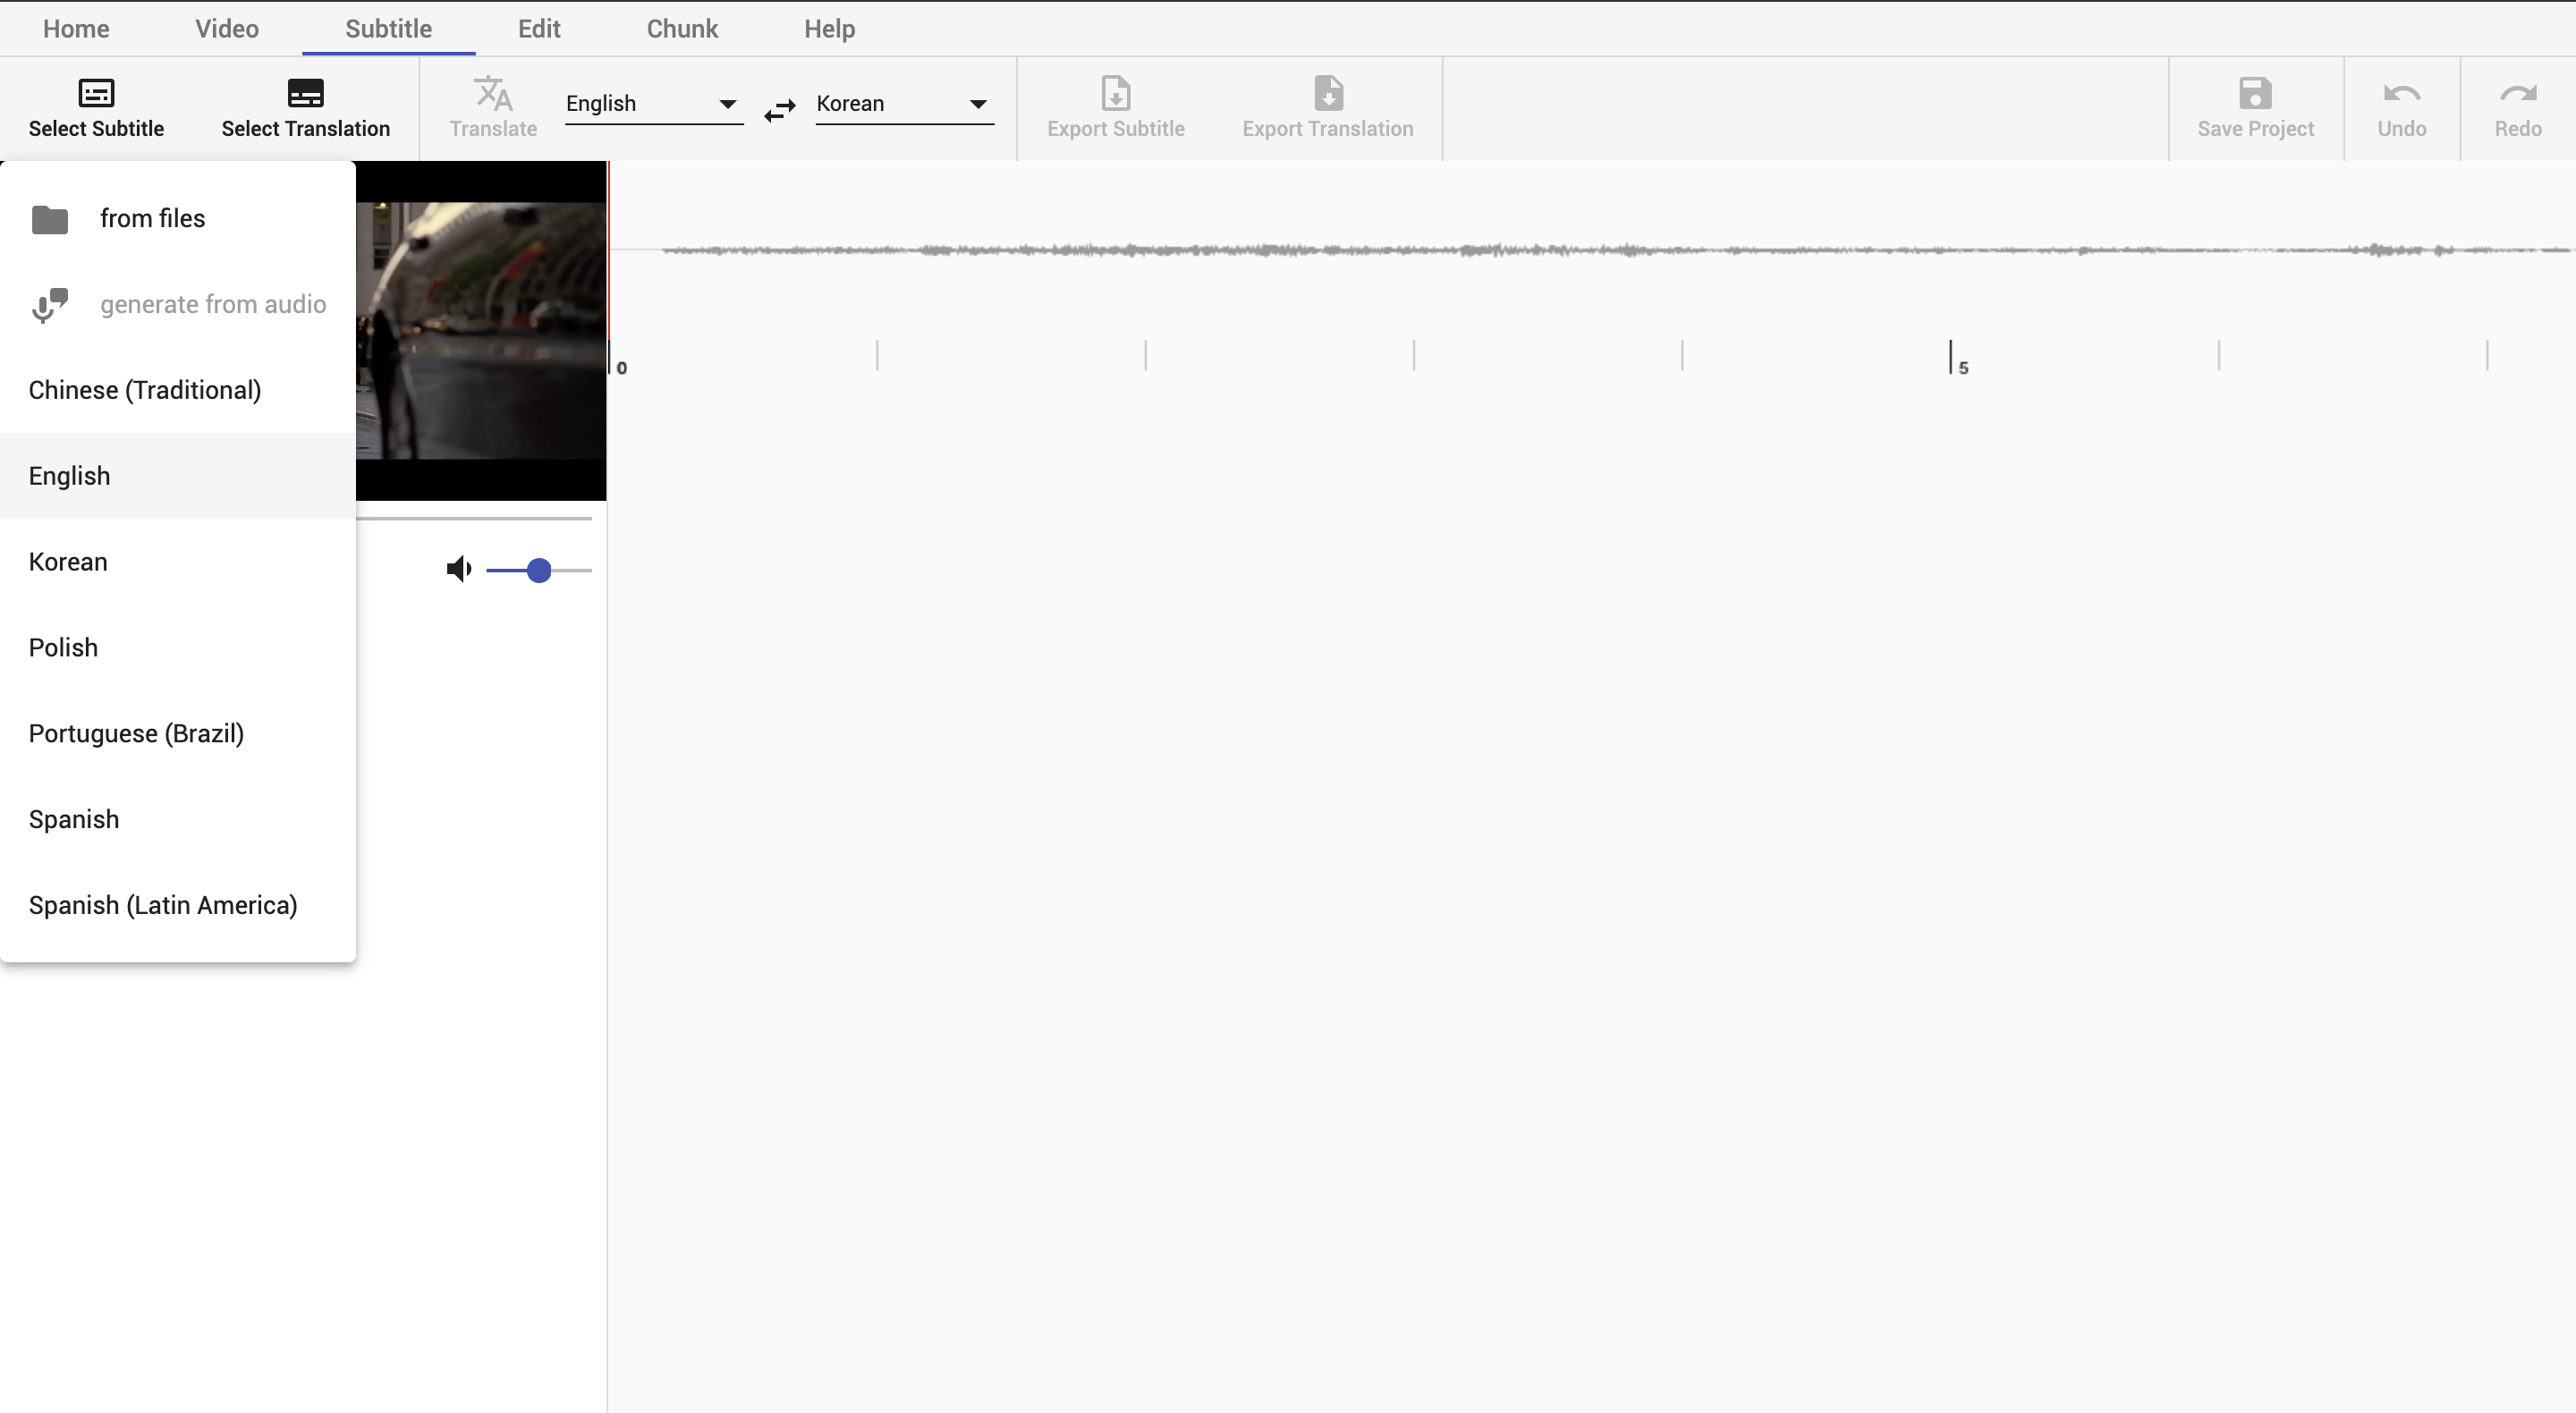 Home Video Subtitle Edit Chunk Help
Select Subtitle Select Translation Translate English Korean Export Subtitle Export Translation Save Project Undo Redo
from files
generate from audio
Chinese (Traditional)
English
Korean
Polish
Portuguese (Brazil)
Spanish
Spanish (Latin America)
0 5